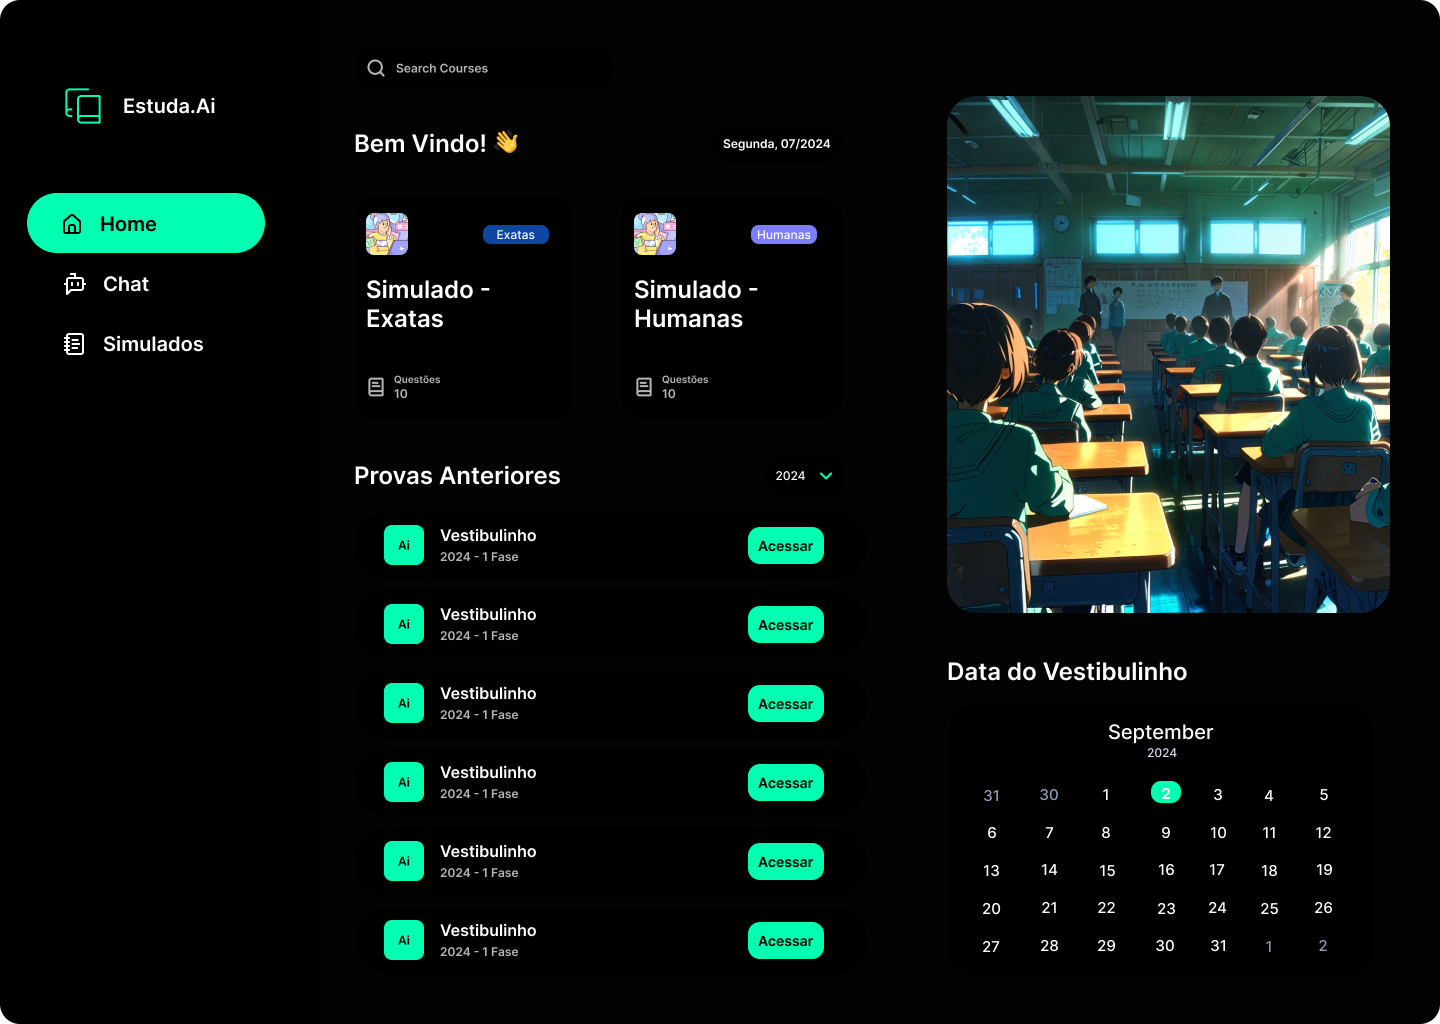 Estuda.Ai
Home
Chat
Simulados
Search Courses
Bem Vindo! 👋
Segunda, 07/2024
Exatas
Simulado -
Exatas
Questões
10
Humanas
Simulado -
Humanas
Questões
10
Provas Anteriores
2024
Ai
Vestibulinho
2024 - 1 Fase
Acessar
Ai
Vestibulinho
2024 - 1 Fase
Acessar
Ai
Vestibulinho
2024 - 1 Fase
Acessar
Ai
Vestibulinho
2024 - 1 Fase
Acessar
Ai
Vestibulinho
2024 - 1 Fase
Acessar
Ai
Vestibulinho
2024 - 1 Fase
Acessar
Data do Vestibulinho
September
2024
31 30 1 2 3 4 5
6 7 8 9 10 11 12
13 14 15 16 17 18 19
20 21 22 23 24 25 26
27 28 29 30 31 1 2